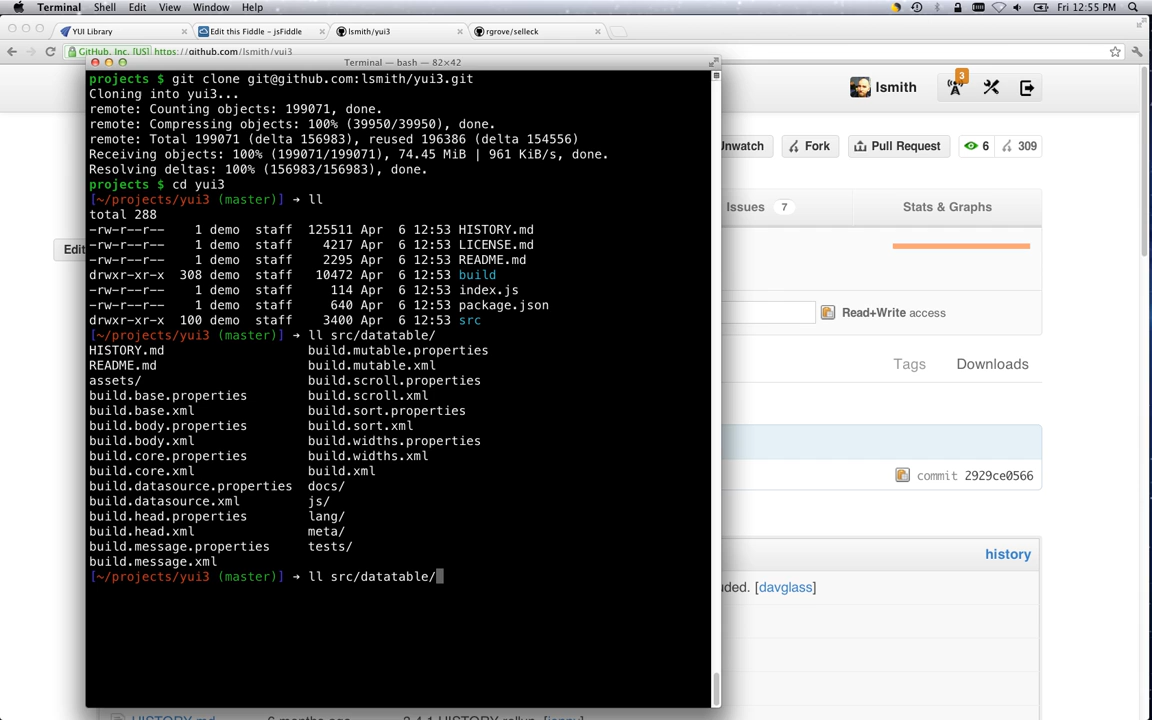 Terminal Shell Edit View Window Help
Fri 12:55 PM
YUI Library
Edit this Fiddle - jsFiddle
lsmith/yui3
rgrove/selleck
GitHub, Inc. [US] https://github.com/lsmith/yui3
Terminal — bash — 82×42
projects $ git clone git@github.com:lsmith/yui3.git
Cloning into yui3...
remote: Counting objects: 199071, done.
remote: Compressing objects: 100% (39950/39950), done.
remote: Total 199071 (delta 156983), reused 196386 (delta 154556)
Receiving objects: 100% (199071/199071), 74.45 MiB | 961 KiB/s, done.
Resolving deltas: 100% (156983/156983), done.
projects $ cd yui3
[~/projects/yui3 (master)] → ll
total 288
-rw-r--r-- 1 demo staff 125511 Apr 6 12:53 HISTORY.md
-rw-r--r-- 1 demo staff 4217 Apr 6 12:53 LICENSE.md
-rw-r--r-- 1 demo staff 2295 Apr 6 12:53 README.md
drwxr-xr-x 308 demo staff 10472 Apr 6 12:53 build
-rw-r--r-- 1 demo staff 114 Apr 6 12:53 index.js
-rw-r--r-- 1 demo staff 640 Apr 6 12:53 package.json
drwxr-xr-x 100 demo staff 3400 Apr 6 12:53 src
[~/projects/yui3 (master)] → ll src/datatable/
HISTORY.md build.mutable.properties
README.md build.mutable.xml
assets/ build.scroll.properties
build.base.properties build.scroll.xml
build.base.xml build.sort.properties
build.body.properties build.sort.xml
build.body.xml build.widths.properties
build.core.properties build.widths.xml
build.core.xml build.xml
build.datasource.properties docs/
build.datasource.xml js/
build.head.properties lang/
build.head.xml meta/
build.message.properties tests/
build.message.xml
[~/projects/yui3 (master)] → ll src/datatable/
lsmith
3
Unwatch
Fork
Pull Request
6
309
Issues 7
Stats & Graphs
Edit
Read+Write access
Tags
Downloads
commit 2929ce0566
history
[davglass]
HISTORY.md
6 months ago
3.4.1 HISTORY rollup. [jenny]